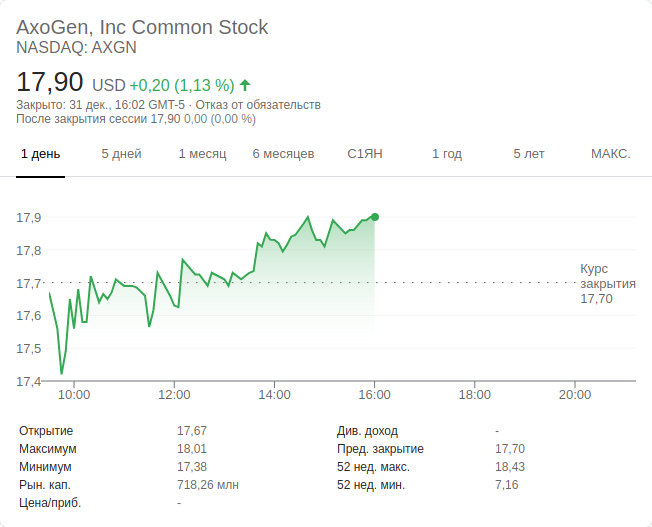 AxoGen, Inc Common Stock
NASDAQ: AXGN
17,90 USD +0,20 (1,13 %)
Закрыто: 31 дек., 16:02 GMT-5 · Отказ от обязательств
После закрытия сессии 17,90 0,00 (0,00 %)
1 день 5 дней 1 месяц 6 месяцев С1ЯН 1 год 5 лет МАКС.
17,9
17,8
17,7
17,6
17,5
17,4
Курс
закрытия
17,70
10:00 12:00 14:00 16:00 18:00 20:00
Открытие 17,67 Див. доход -
Максимум 18,01 Пред. закрытие 17,70
Минимум 17,38 52 нед. макс. 18,43
Рын. кап. 718,26 млн 52 нед. мин. 7,16
Цена/приб. -